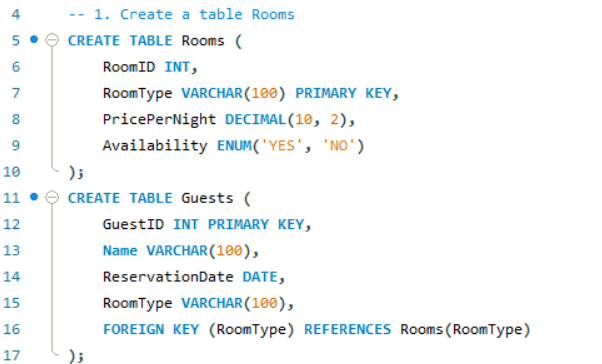 4 -- 1. Create a table Rooms
5 CREATE TABLE Rooms (
6 RoomID INT,
7 RoomType VARCHAR(100) PRIMARY KEY,
8 PricePerNight DECIMAL(10, 2),
9 Availability ENUM('YES', 'NO')
10 );
11 CREATE TABLE Guests (
12 GuestID INT PRIMARY KEY,
13 Name VARCHAR(100),
14 ReservationDate DATE,
15 RoomType VARCHAR(100),
16 FOREIGN KEY (RoomType) REFERENCES Rooms(RoomType)
17 );